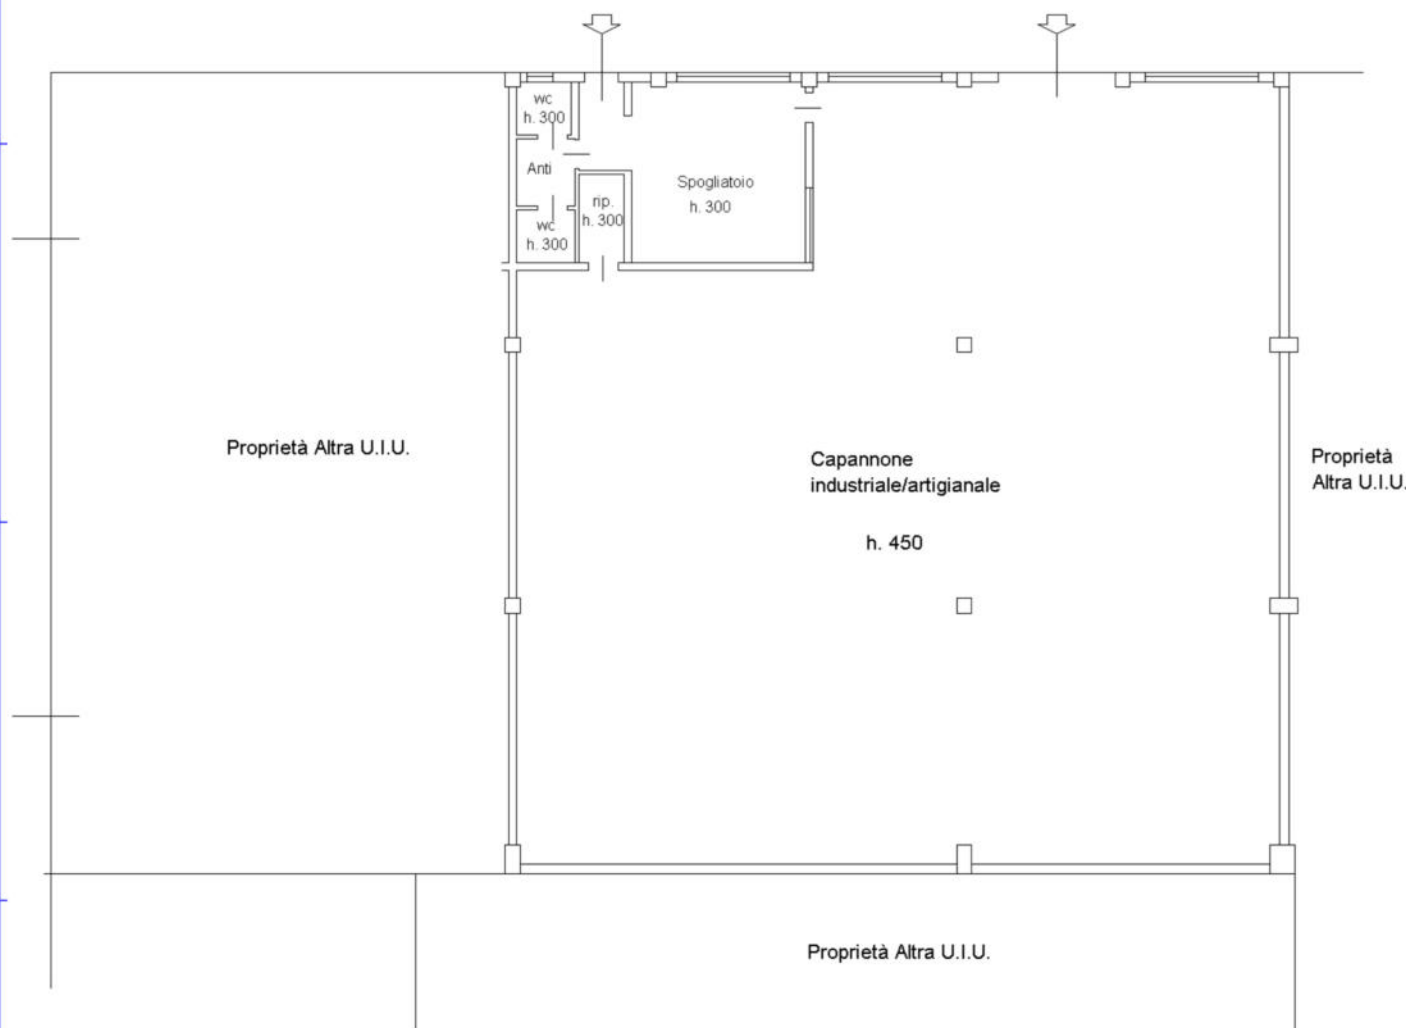 wc
h. 300
Anti
wc
h. 300
rip.
h. 300
Spogliatoio
h. 300
Proprietà Altra U.I.U.
Capannone
industriale/artigianale
h. 450
Proprietà
Altra U.I.U.
Proprietà Altra U.I.U.